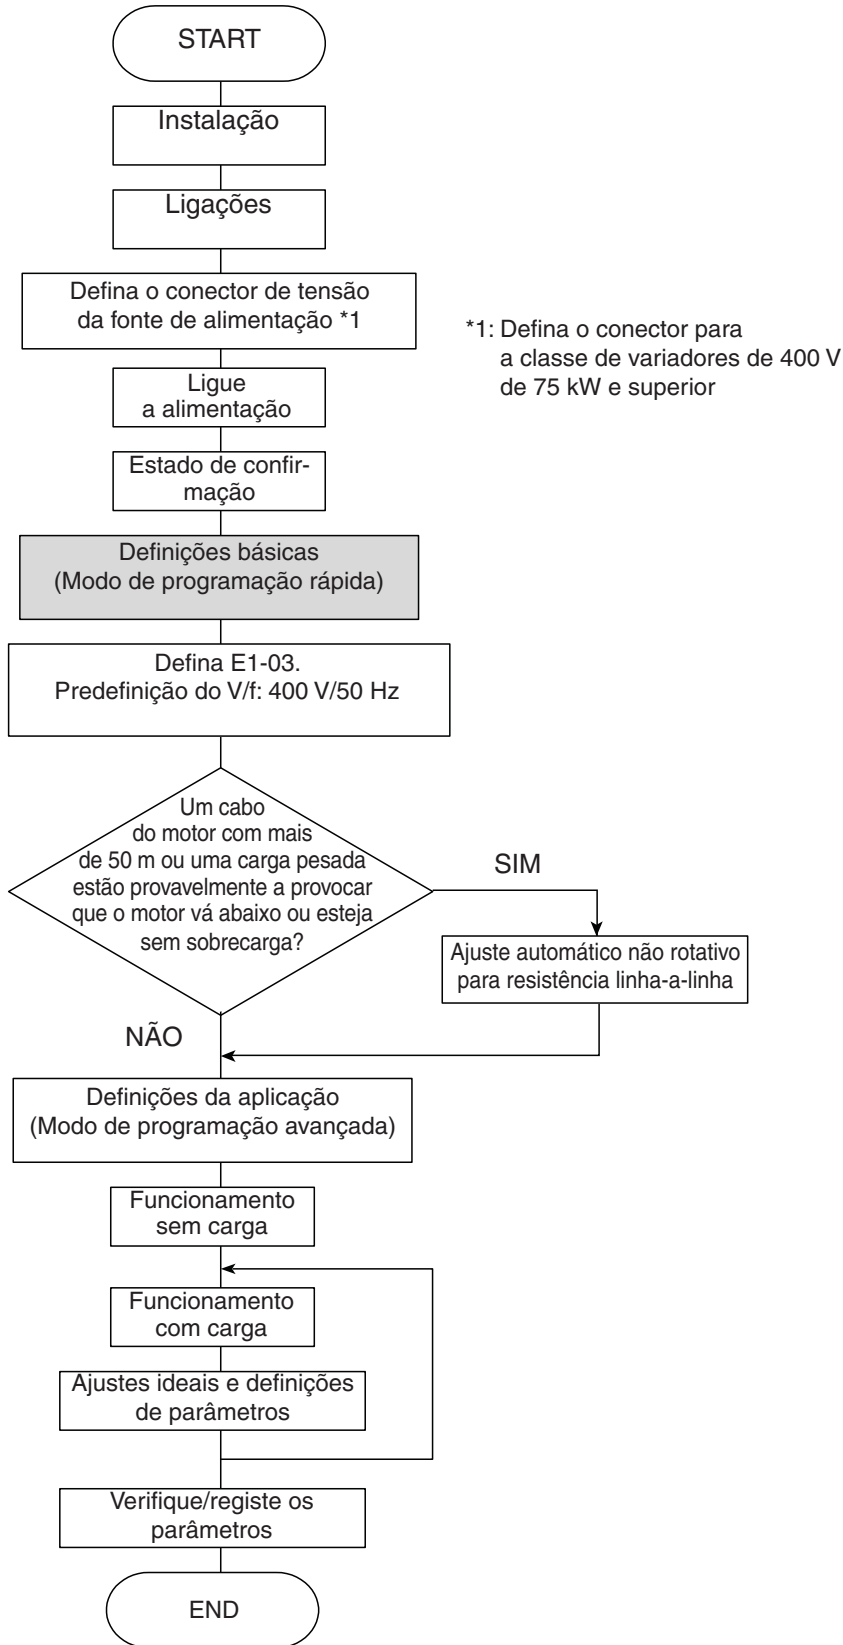 START
Instalação
Ligações
Defina o conector de tensão
da fonte de alimentação *1
*1: Defina o conector para
a classe de variadores de 400 V
de 75 kW e superior
Ligue
a alimentação
Estado de confir-
mação
Definições básicas
(Modo de programação rápida)
Defina E1-03.
Predefinição do V/f: 400 V/50 Hz
Um cabo
do motor com mais
de 50 m ou uma carga pesada
estão provavelmente a provocar
que o motor vá abaixo ou esteja
sem sobrecarga?
SIM
Ajuste automático não rotativo
para resistência linha-a-linha
NÃO
Definições da aplicação
(Modo de programação avançada)
Funcionamento
sem carga
Funcionamento
com carga
Ajustes ideais e definições
de parâmetros
Verifique/registe os
parâmetros
END